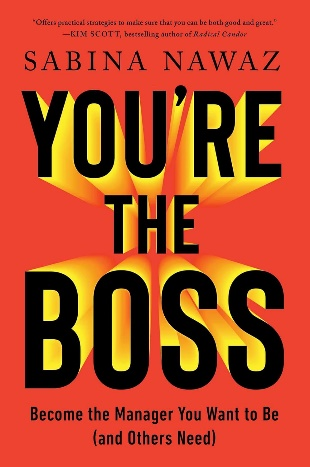 "Offers practical strategies to make sure that you can be both good and great."
—KIM SCOTT, bestselling author of Radical Candor
SABINA NAWAZ
YOU'RE
THE
BOSS
Become the Manager You Want to Be
(and Others Need)